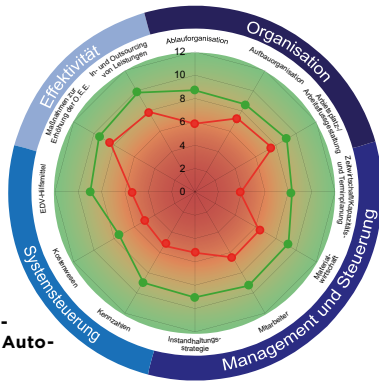 Effektivität
Organisation
Management und Steuerung
Systemsteuerung
Ablauforganisation
Aufbauorganisation
Arbeitsplatz-/
Arbeitsflussgestaltung
Zeitwirtschaft/Kapazitäts-
und Terminplanung
Material-
wirtschaft
Mitarbeiter
Instandhaltungs-
strategie
Kennzahlen
Kostenwesen
EDV-Hilfsmittel
Maßnahmen zur
Erhöhung der O.E.E.
In- und Outsourcing
von Leistungen
12
10
8
6
4
2
0
-
Auto-